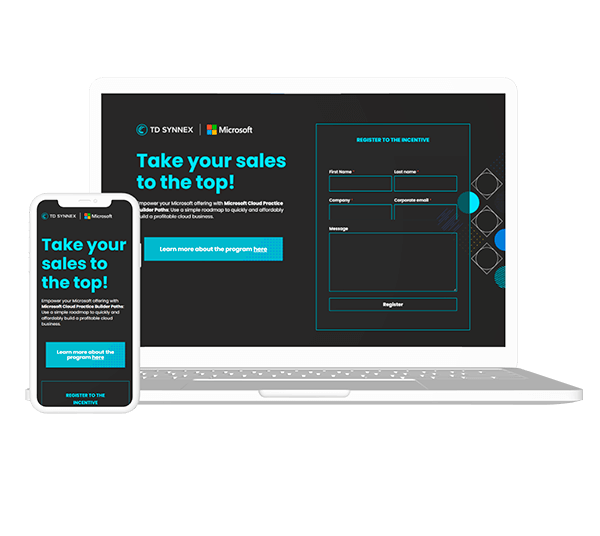 TD SYNNEX | Microsoft
Take your sales
to the top!
Empower your Microsoft offering with Microsoft Cloud Practice
Builder Paths: Use a simple roadmap to quickly and affordably
build a profitable cloud business.
Learn more about the program here
REGISTER TO THE INCENTIVE
First Name * Last name *
Company * Corporate email *
Message
Register
TD SYNNEX | Microsoft
Take your
sales to
the top!
Empower your Microsoft offering with
Microsoft Cloud Practice Builder Paths:
Use a simple roadmap to quickly and
affordably build a profitable cloud
business.
Learn more about the
program here
REGISTER TO THE
INCENTIVE